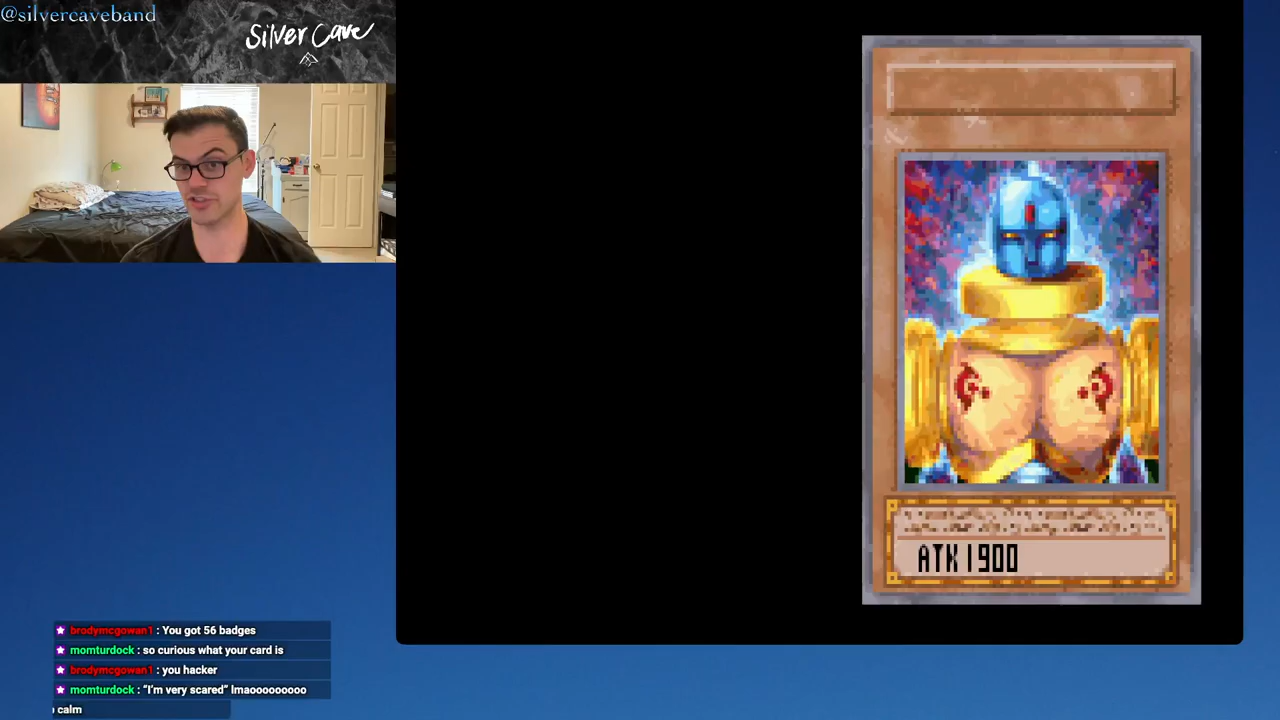 @silvercaveband
Silver Cave
ATK 1900
brodymcgowan1 : You got 56 badges
momturdock : so curious what your card is
brodymcgowan1 : you hacker
momturdock : “I'm very scared” lmaooooooooo
calm